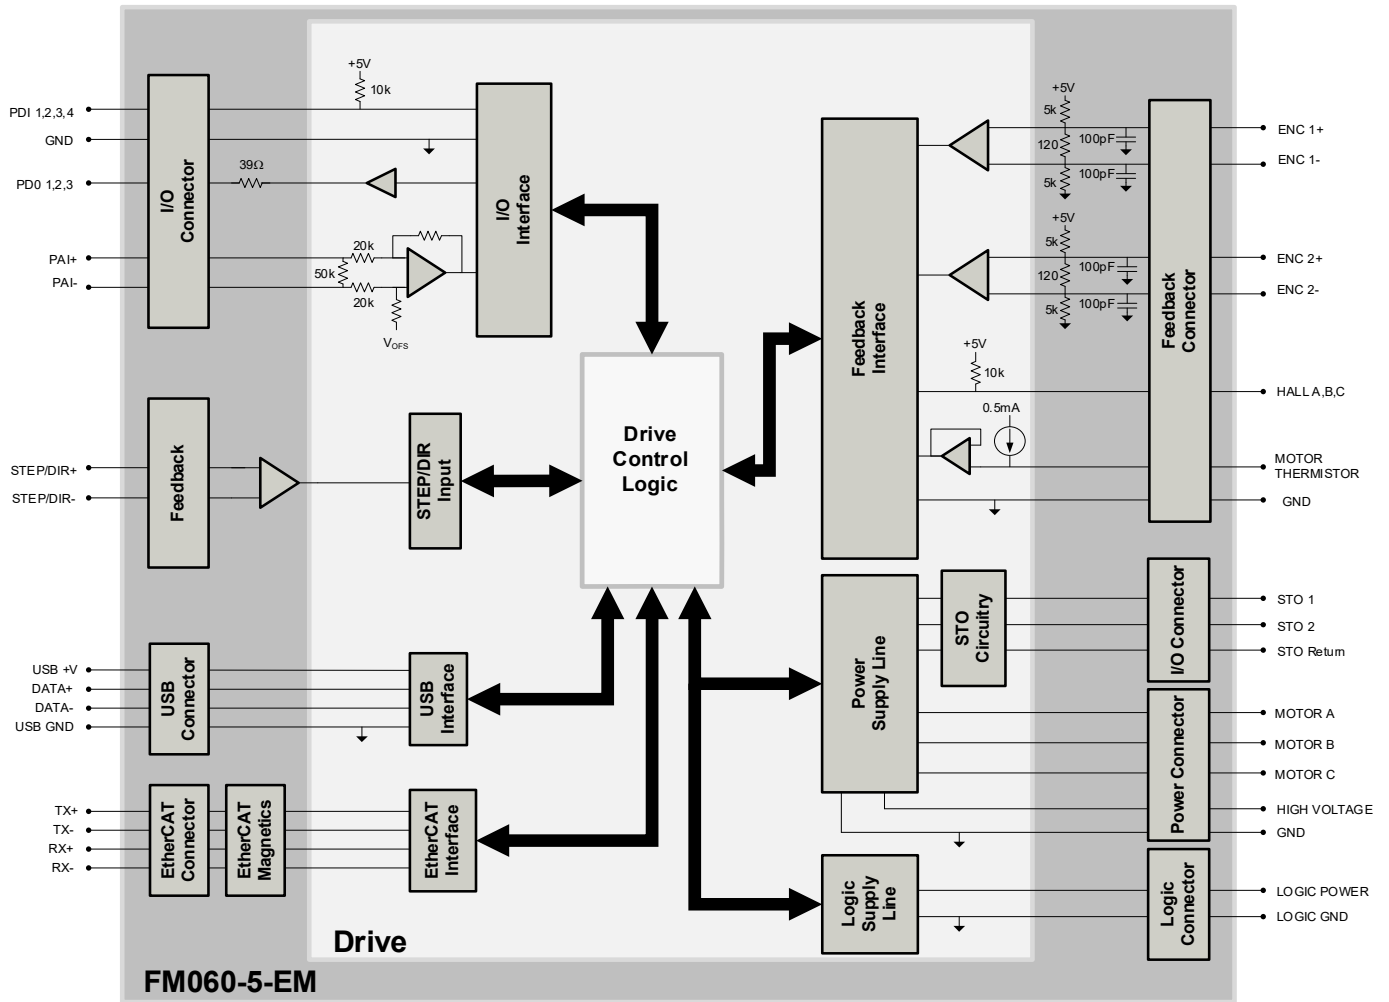 PDI 1,2,3,4
GND
PD0 1,2,3
PAI+
PAI-
I/O
Connector
+5V
10k
39Ω
20k
50k
20k
VOFS
I/O
Interface
STEP/DIR+
STEP/DIR-
Feedback
STEP/DIR
Input
USB +V
DATA+
DATA-
USB GND
USB
Connector
USB
Interface
TX+
TX-
RX+
RX-
EtherCAT
Connector
EtherCAT
Magnetics
EtherCAT
Interface
Drive
Control
Logic
Feedback
Interface
+5V
5k
120
5k
100pF
100pF
+5V
5k
120
5k
100pF
100pF
+5V
10k
0.5mA
Feedback
Connector
ENC 1+
ENC 1-
ENC 2+
ENC 2-
HALL A,B,C
MOTOR
THERMISTOR
GND
Power
Supply Line
STO
Circuitry
I/O Connector
STO 1
STO 2
STO Return
Power Connector
MOTOR A
MOTOR B
MOTOR C
HIGH VOLTAGE
GND
Logic
Supply
Line
Logic
Connector
LOGIC POWER
LOGIC GND
Drive
FM060-5-EM